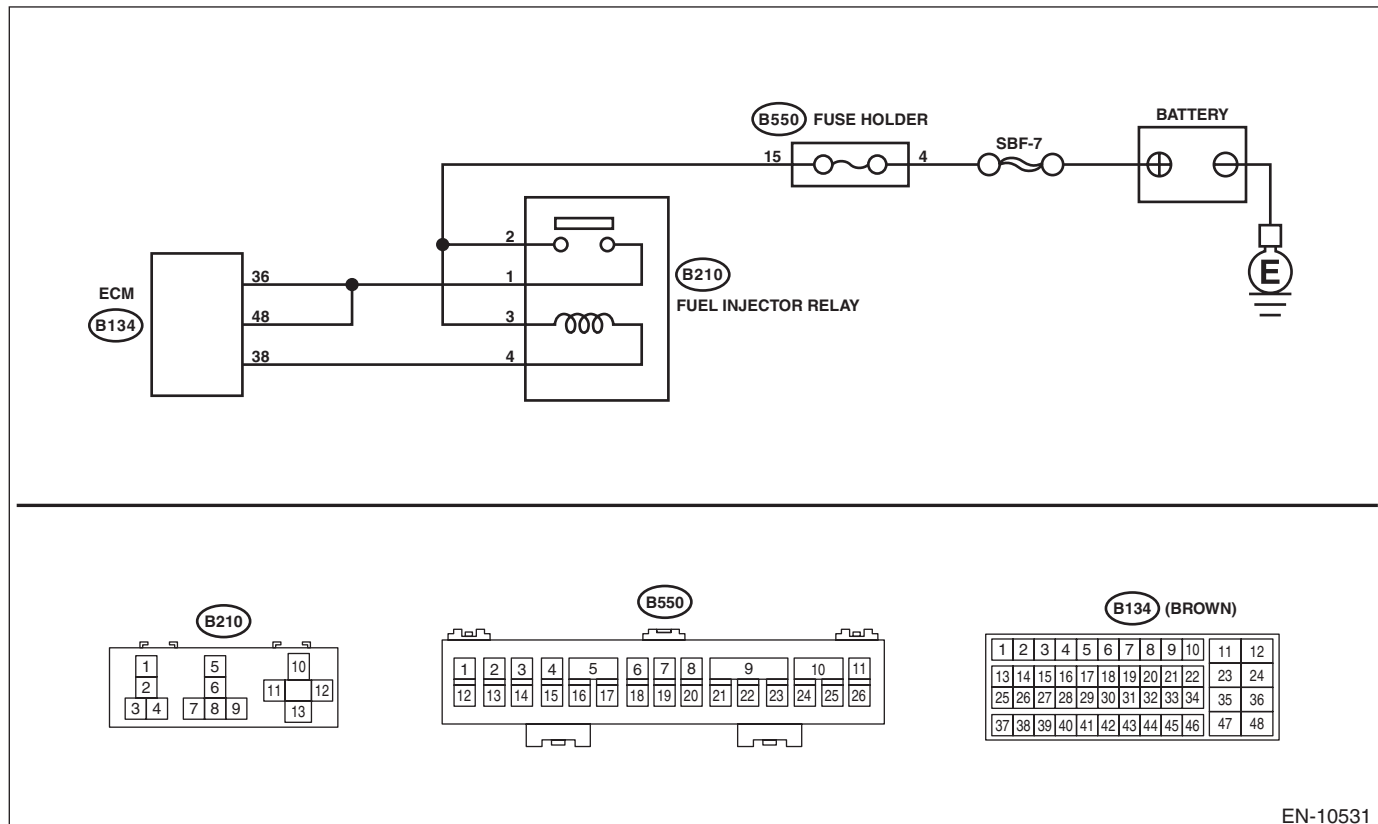 B550 FUSE HOLDER
SBF-7
BATTERY
15 4
2
1
3
4
B210
FUEL INJECTOR RELAY
ECM
B134
36
48
38
E
B210
1 5 10
2 6 11 12
3 4 7 8 9 13
B550
1 2 3 4 5 6 7 8 9 10 11
12 13 14 15 16 17 18 19 20 21 22 23 24 25 26
B134 (BROWN)
1 2 3 4 5 6 7 8 9 10 11 12
13 14 15 16 17 18 19 20 21 22 23 24
25 26 27 28 29 30 31 32 33 34 35 36
37 38 39 40 41 42 43 44 45 46 47 48
EN-10531